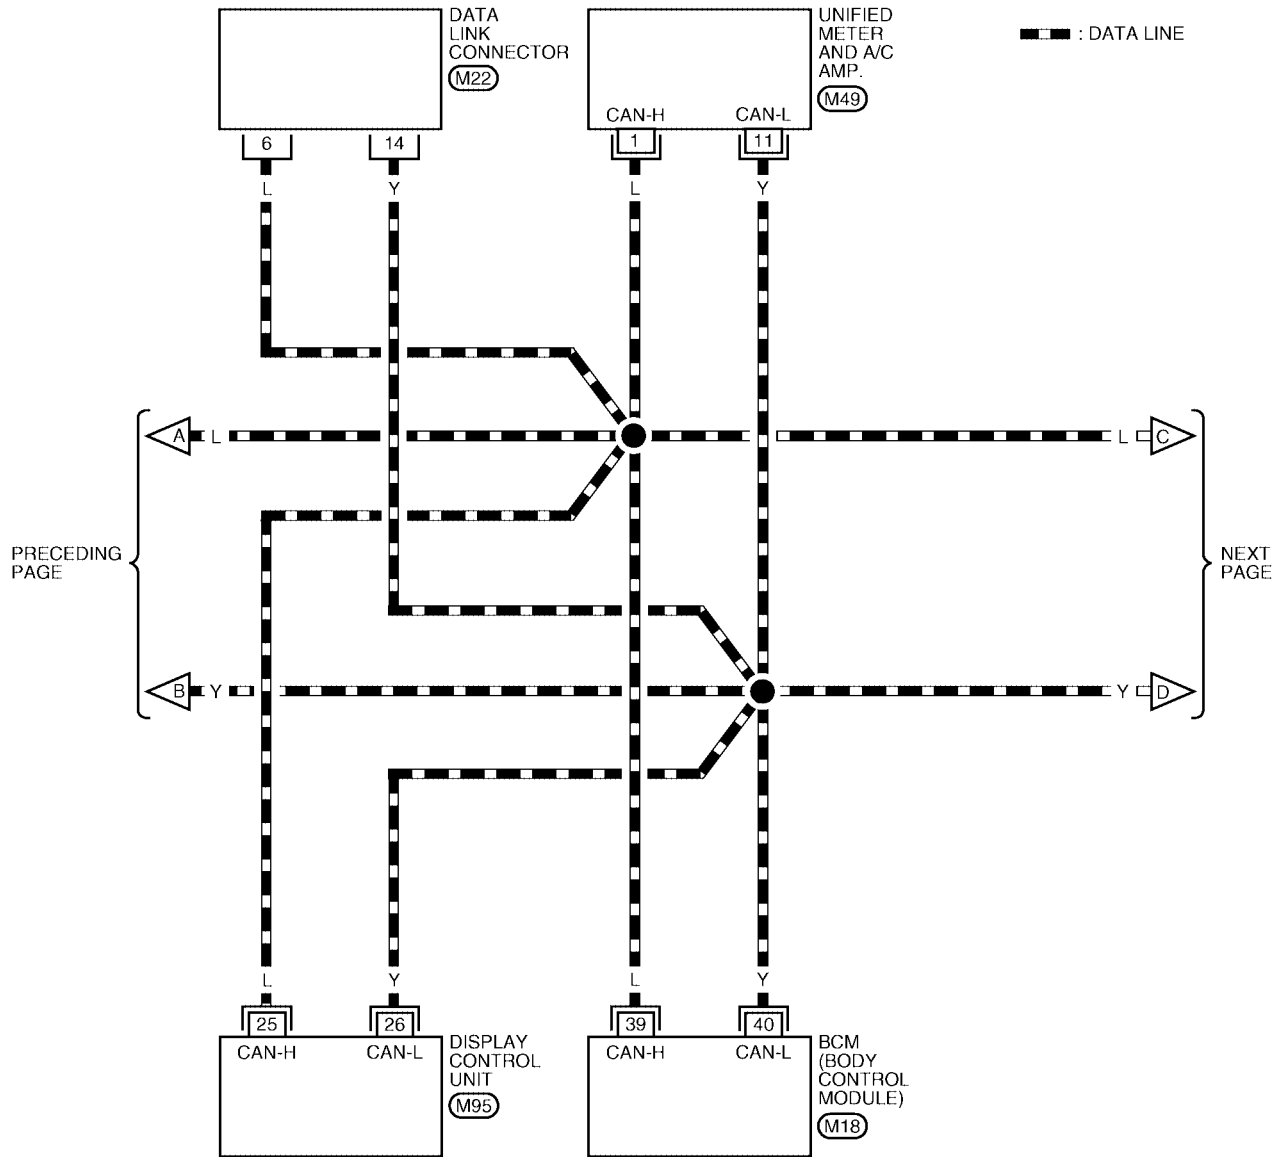 DATA
LINK
CONNECTOR
M22
UNIFIED
METER
AND A/C
AMP.
M49
: DATA LINE
CAN-H
CAN-L
6
14
1
11
L
Y
L
Y
A
L
L
C
PRECEDING
PAGE
NEXT
PAGE
B
Y
Y
D
L
Y
L
Y
25
26
39
40
CAN-H
CAN-L
DISPLAY
CONTROL
UNIT
M95
CAN-H
CAN-L
BCM
(BODY
CONTROL
MODULE)
M18